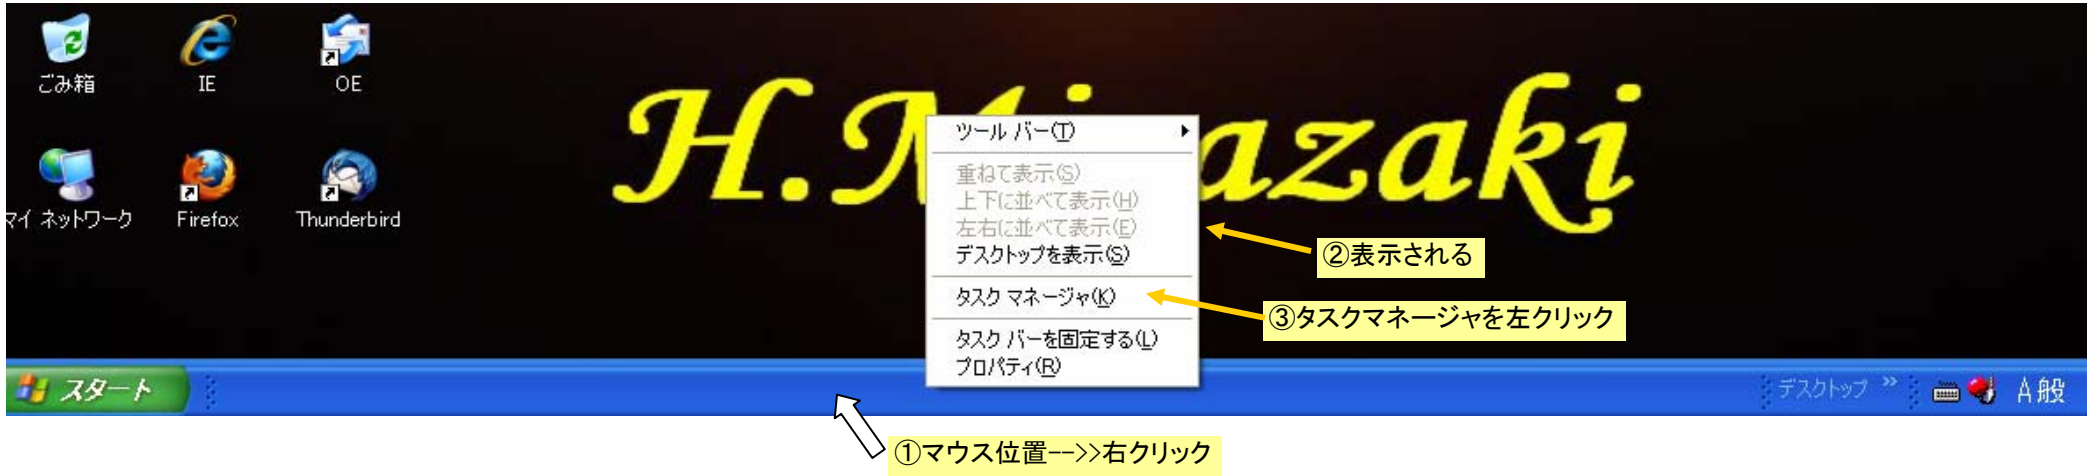 ごみ箱
IE
OE
マイ ネットワーク
Firefox
Thunderbird
H.Mi azaki
ツール バー(T)
重ねて表示(S)
上下に並べて表示(H)
左右に並べて表示(E)
デスクトップを表示(S)
タスク マネージャ(K)
タスク バーを固定する(L)
プロパティ(R)
②表示される
③タスクマネージャを左クリック
スタート
デスクトップ »
A 般
①マウス位置-->>右クリック